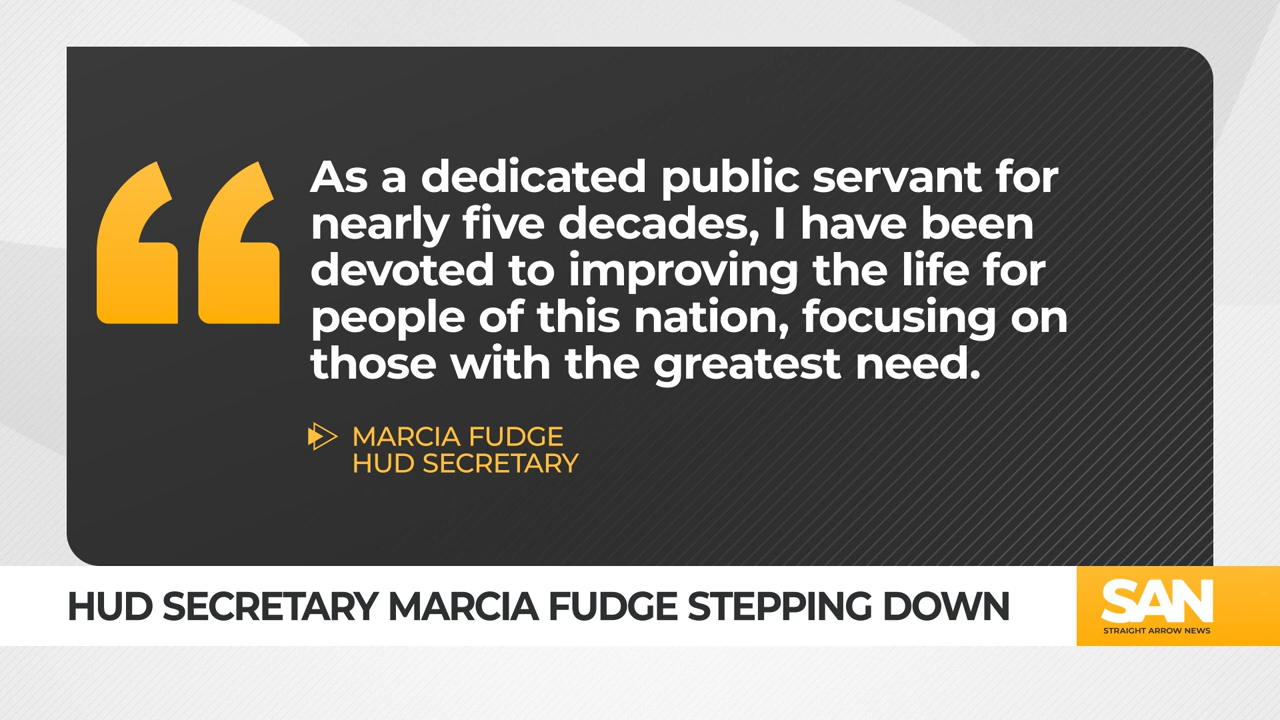 As a dedicated public servant for
nearly five decades, I have been
devoted to improving the life for
people of this nation, focusing on
those with the greatest need.
MARCIA FUDGE
HUD SECRETARY
HUD SECRETARY MARCIA FUDGE STEPPING DOWN
SAN
STRAIGHT ARROW NEWS